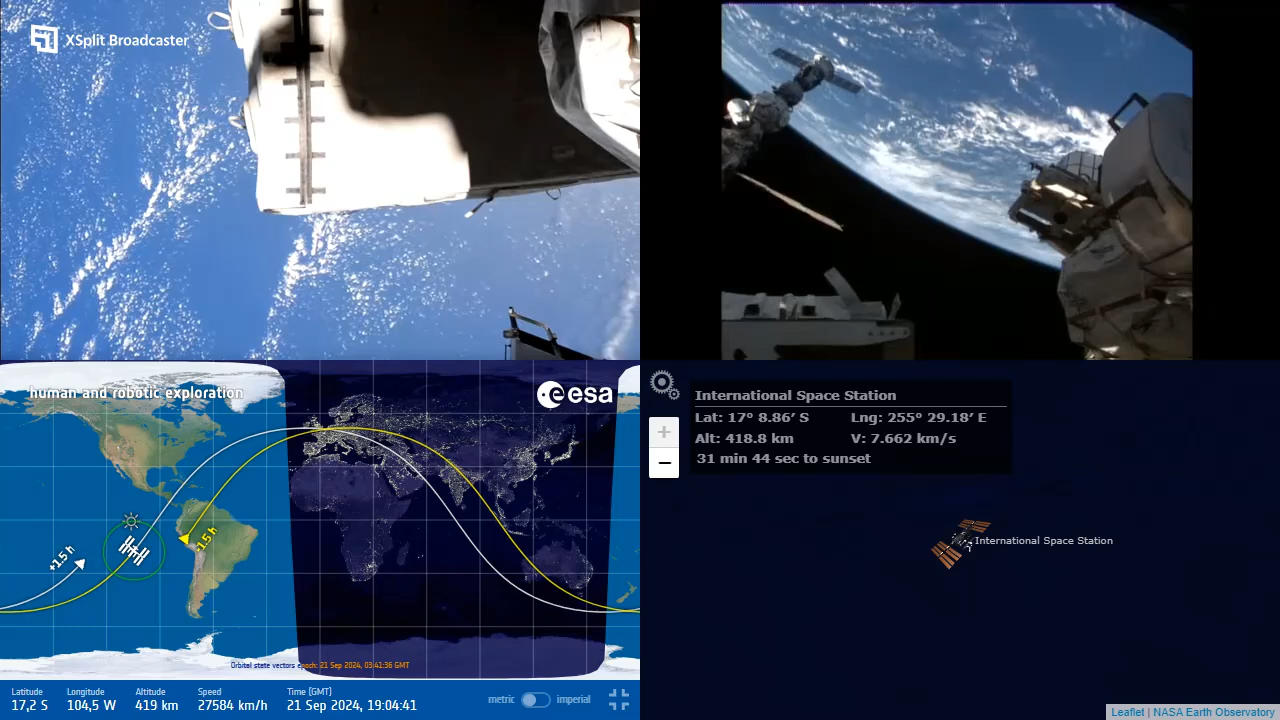 XSplit Broadcaster
human and robotic exploration
esa
+1.5 h
-1.5 h
Orbital state vectors epoch: 21 Sep 2024, 03:41:36 GMT
Latitude
17,2 S
Longitude
104,5 W
Altitude
419 km
Speed
27584 km/h
Time (GMT)
21 Sep 2024, 19:04:41
metric
imperial
International Space Station
Lat: 17° 8.86′ S Lng: 255° 29.18′ E
Alt: 418.8 km V: 7.662 km/s
31 min 44 sec to sunset
+
−
International Space Station
Leaflet | NASA Earth Observatory